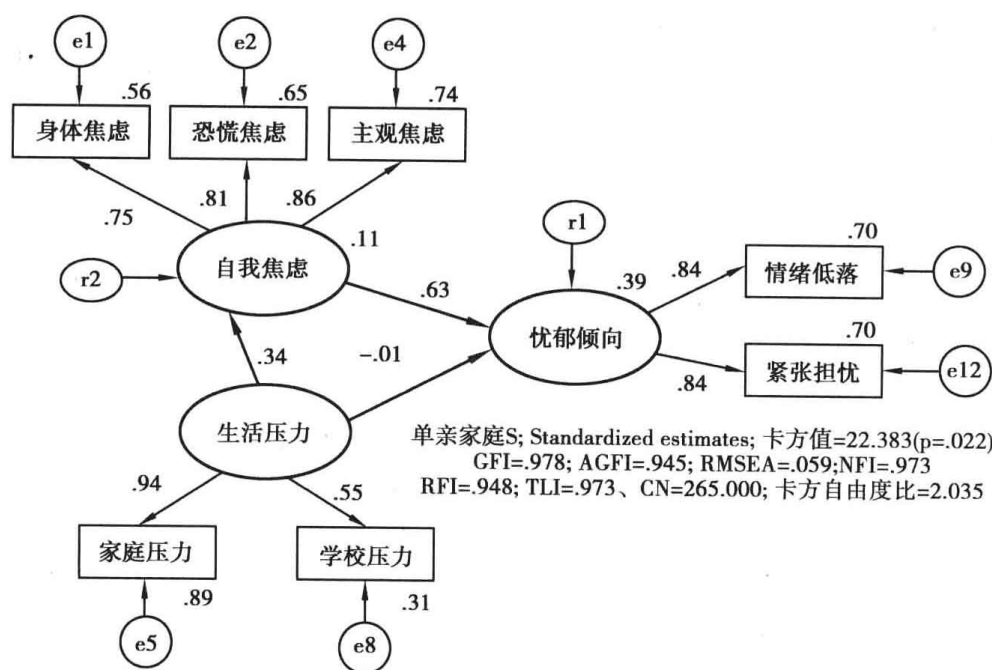 e1
e2
e4
.56
.65
.74
身体焦虑
恐慌焦虑
主观焦虑
.75
.81
.86
r1
.11
自我焦虑
r2
.63
.39
.84
.70
情绪低落
e9
忧郁倾向
.34
-.01
.84
.70
紧张担忧
e12
生活压力
单亲家庭S; Standardized estimates; 卡方值=22.383(p=.022)
GFI=.978; AGFI=.945; RMSEA=.059;NFI=.973
RFI=.948; TLI=.973、CN=265.000; 卡方自由度比=2.035
.94
.55
家庭压力
学校压力
.89
.31
e5
e8